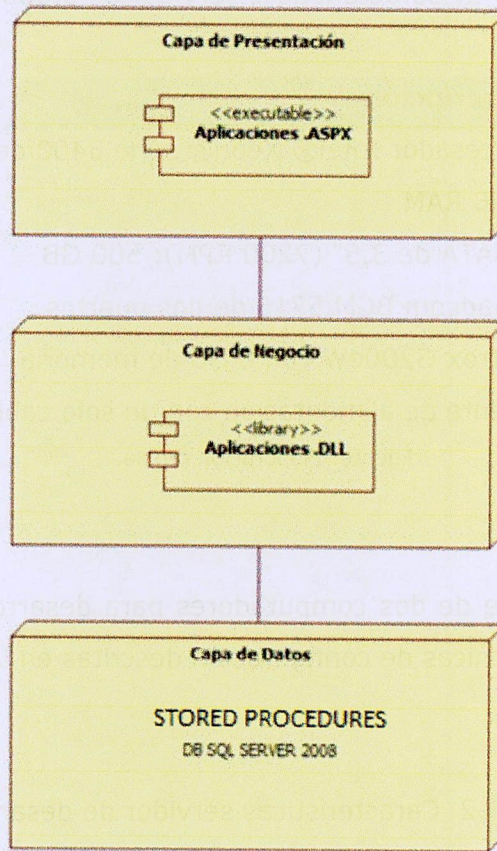 Capa de Presentación
<<executable>>
Aplicaciones .ASPX
Capa de Negocio
<<library>>
Aplicaciones .DLL
Capa de Datos
STORED PROCEDURES
DB SQL SERVER 2008